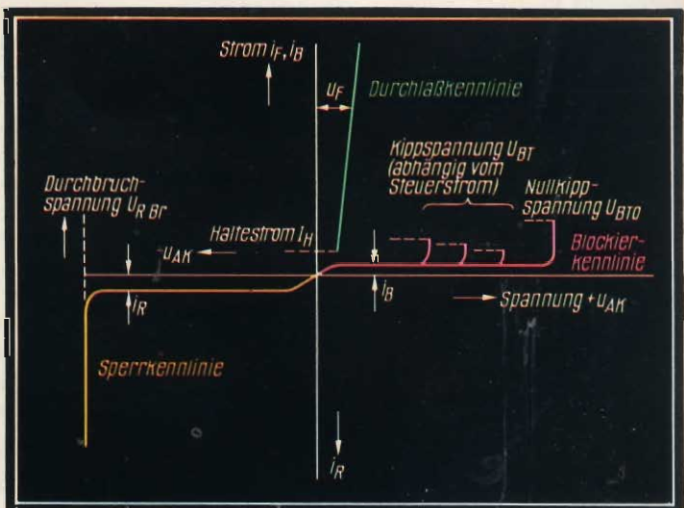 Strom i_F, i_B
u_F
Durchlaßkennlinie
Kippspannung U_BT
(abhängig vom
Steuerstrom)
Nullkipp-
spannung U_BTO
Durchbruch-
spannung U_R Br
Haltestrom I_H
-u_AK
Blockier-
kennlinie
i_R
i_B
Spannung + u_AK
Sperrkennlinie
i_R